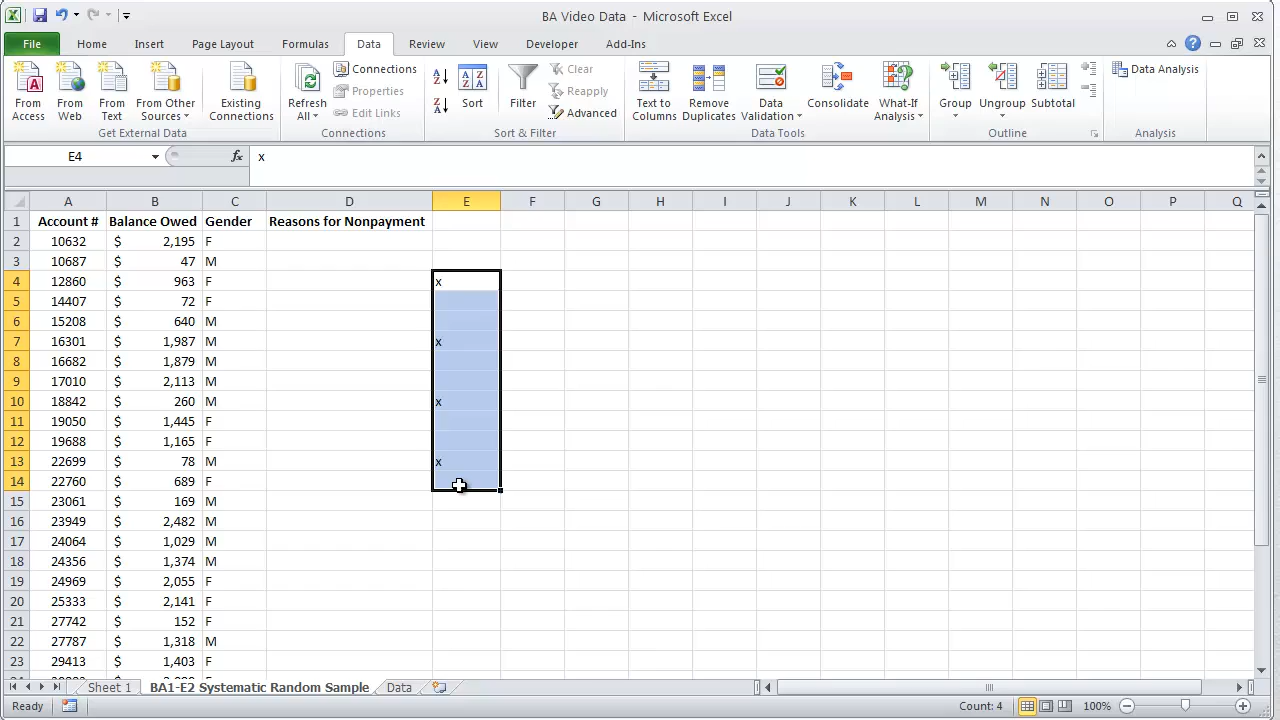 BA Video Data - Microsoft Excel
File Home Insert Page Layout Formulas Data Review View Developer Add-Ins
From Access
From Web
From Text
From Other Sources
Existing Connections
Get External Data
Refresh All
Connections
Properties
Edit Links
Connections
Sort
Filter
Clear
Reapply
Advanced
Sort & Filter
Text to Columns
Remove Duplicates
Data Validation
Consolidate
What-If Analysis
Data Tools
Group
Ungroup
Subtotal
Outline
Data Analysis
Analysis
E4 fx x
A B C D E F G H I J K L M N O P Q
1 Account # Balance Owed Gender Reasons for Nonpayment
2 10632 $ 2,195 F
3 10687 $ 47 M
4 12860 $ 963 F x
5 14407 $ 72 F
6 15208 $ 640 M
7 16301 $ 1,987 M x
8 16682 $ 1,879 M
9 17010 $ 2,113 M
10 18842 $ 260 M x
11 19050 $ 1,445 F
12 19688 $ 1,165 F
13 22699 $ 78 M x
14 22760 $ 689 F
15 23061 $ 169 M
16 23949 $ 2,482 M
17 24064 $ 1,029 M
18 24356 $ 1,374 M
19 24969 $ 2,055 F
20 25333 $ 2,141 F
21 27742 $ 152 F
22 27787 $ 1,318 M
23 29413 $ 1,403 F
Sheet 1 BA1-E2 Systematic Random Sample Data
Ready Count: 4 100%